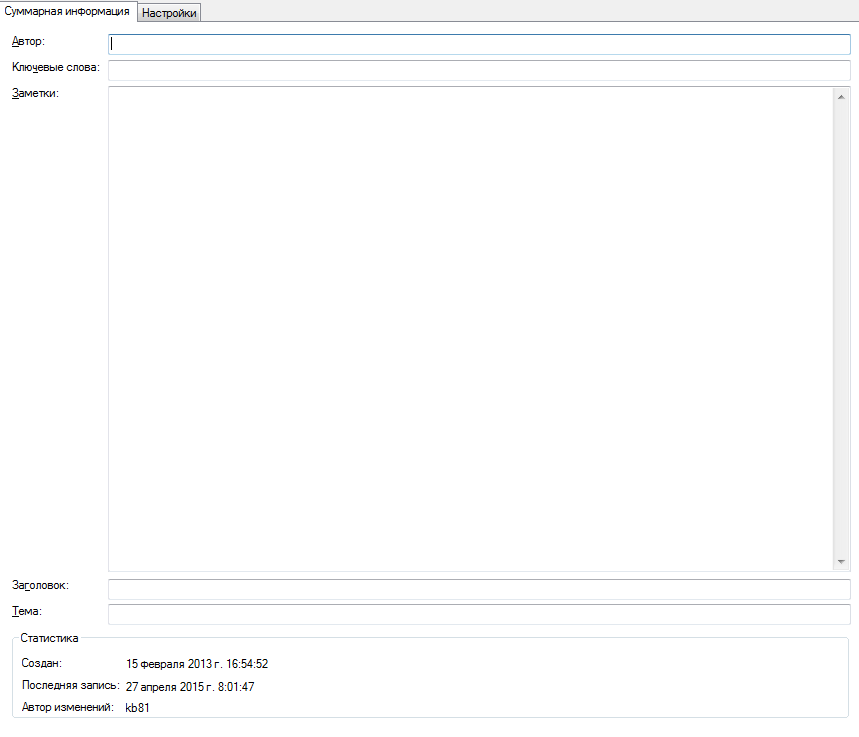 Суммарная информация Настройки
Автор:
Ключевые слова:
Заметки:
Заголовок:
Тема:
Статистика
Создан: 15 февраля 2013 г. 16:54:52
Последняя запись: 27 апреля 2015 г. 8:01:47
Автор изменений: kb81